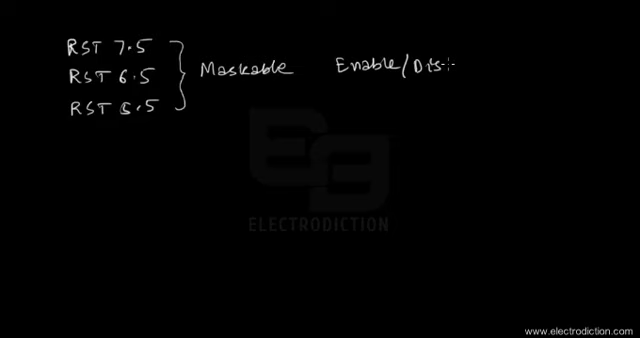 RST 7.5
RST 6.5 } Maskable Enable/Dis
RST 5.5
ELECTRODICTION
www.electrodiction.com